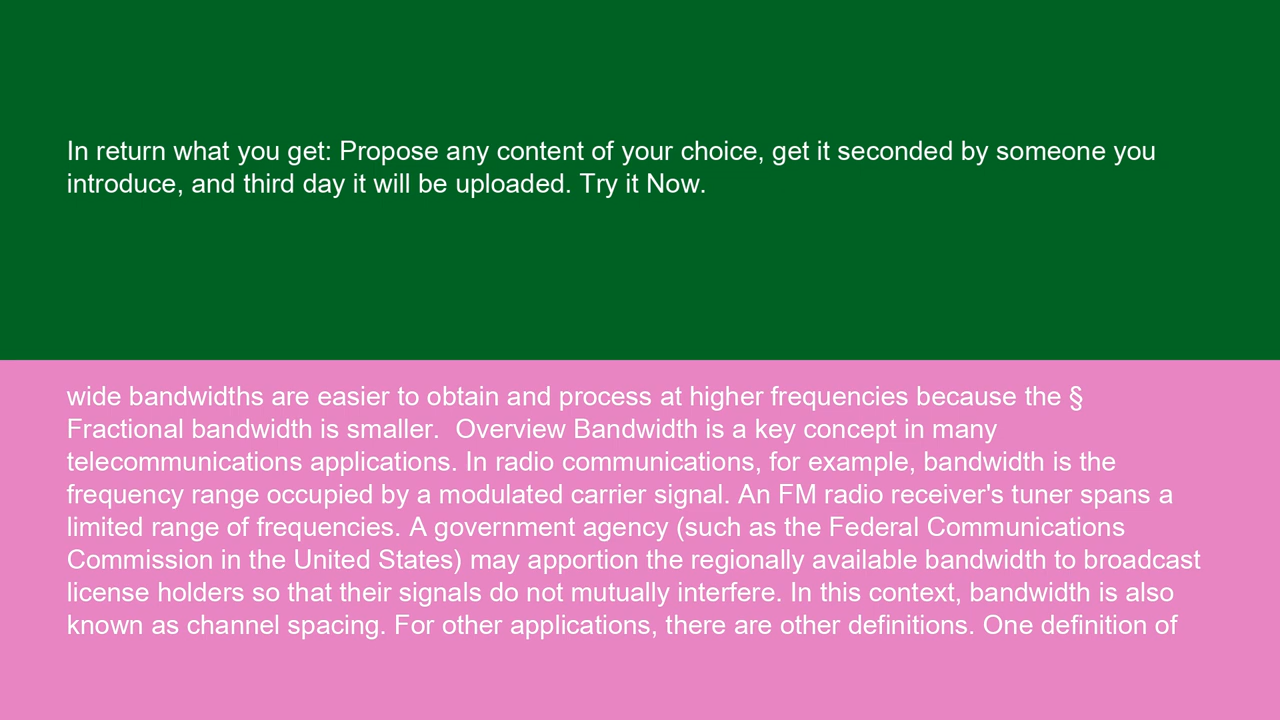 In return what you get: Propose any content of your choice, get it seconded by someone you
introduce, and third day it will be uploaded. Try it Now.
wide bandwidths are easier to obtain and process at higher frequencies because the §
Fractional bandwidth is smaller.  Overview Bandwidth is a key concept in many
telecommunications applications. In radio communications, for example, bandwidth is the
frequency range occupied by a modulated carrier signal. An FM radio receiver's tuner spans a
limited range of frequencies. A government agency (such as the Federal Communications
Commission in the United States) may apportion the regionally available bandwidth to broadcast
license holders so that their signals do not mutually interfere. In this context, bandwidth is also
known as channel spacing. For other applications, there are other definitions. One definition of